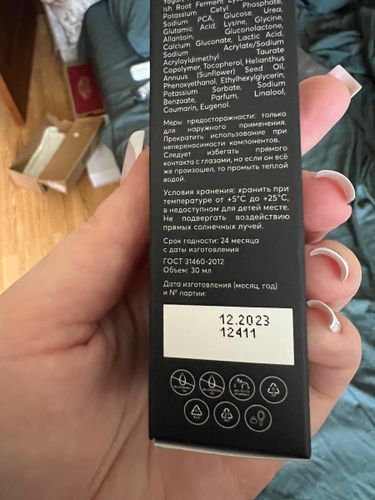 ish Root Ferment
Potassium Cetyl Phosphate,
Sodium PCA, Glucose Urea,
Glutamic Acid, Lysine, Glycine,
Allantoin, Gluconolactone,
Calcium Gluconate, Lactic Acid,
Sodium Acrylate/Sodium
Acryloyldimethyl Taurate
Copolymer, Tocopherol, Helianthus
Annuus (Sunflower) Seed Oil,
Phenoxyethanol, Ethylhexylglycerin,
Potassium Sorbate, Sodium
Benzoate, Parfum, Linalool,
Coumarin, Eugenol.
Меры предосторожности: только
для наружного применения.
Прекратить использование при
непереносимости компонентов.
Следует избегать прямого
контакта с глазами, но если он всё
же произошел, то промыть теплой
водой.
Условия хранения: хранить при
температуре от +5°C до +25°C,
в недоступном для детей месте.
Не подвергать воздействию
прямых солнечных лучей.
Срок годности: 24 месяца
с даты изготовления
ГОСТ 31460-2012
Объем: 30 мл
Дата изготовления (месяц, год)
и № партии:
12.2023
12411